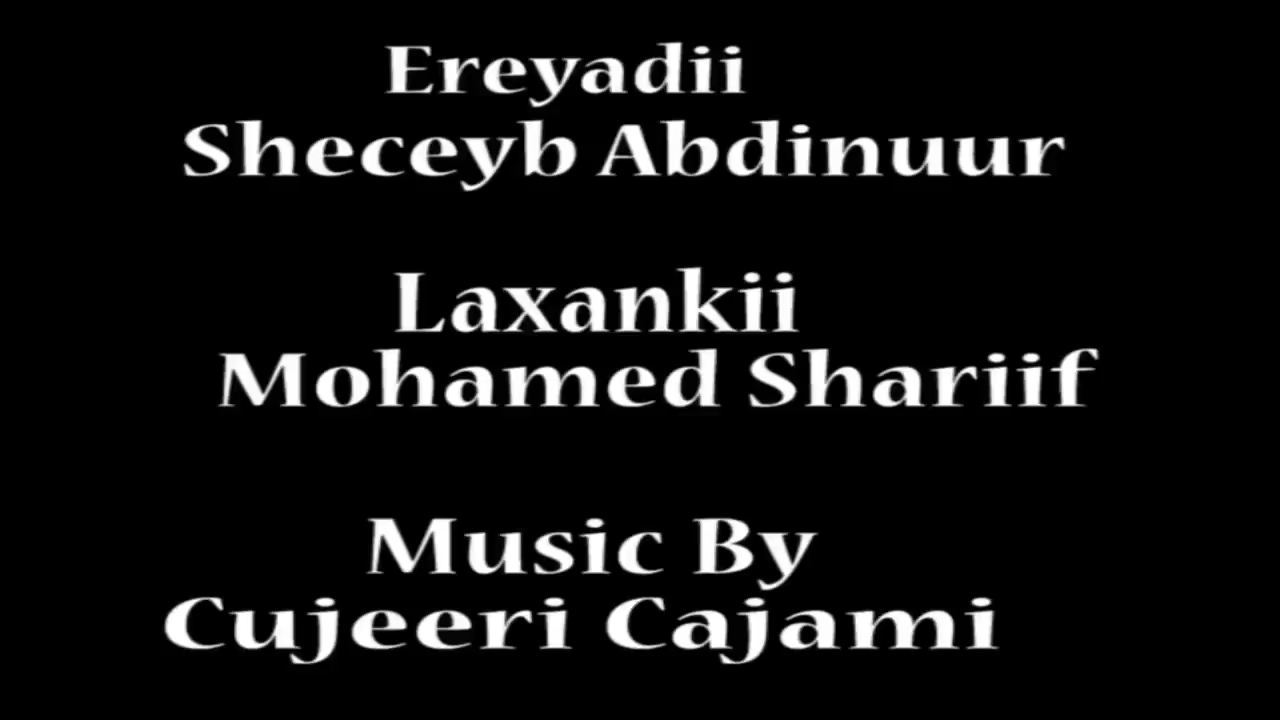 Ereyadii
Sheceyb Abdinuur
Laxankii
Mohamed Shariif
Music By
Cujeeri Cajami